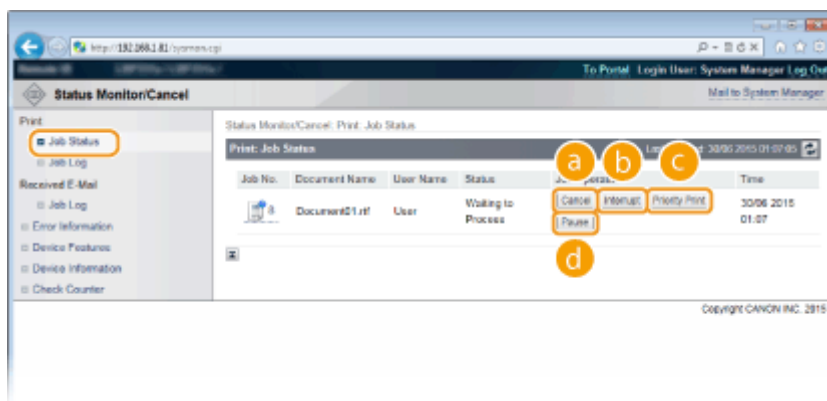 http://192.168.1.81/sysmon.cgi
To Portal Login User: System Manager Log Out
Status Monitor/Cancel
Mail to System Manager
Print
Job Status
Job Log
Received E-Mail
Job Log
Error Information
Device Features
Device Information
Check Counter
Status Monitor/Cancel: Print: Job Status
Print: Job Status
30/06 2015 01:07:05
a b c
Job No. Document Name User Name Status Time
8 Document01.rtf User Waiting to Process Cancel Interrupt Priority Print 30/06 2015 01:07
Pause
d
Copyright CANON INC. 2015